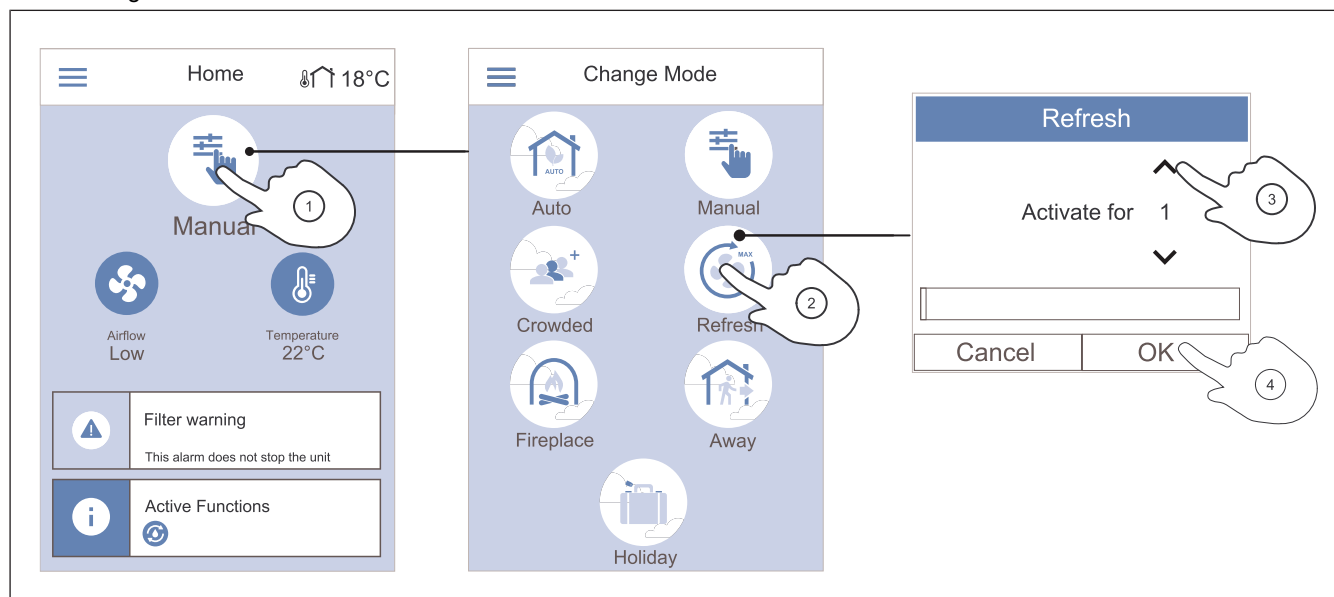 Home
18°C
Manual
1
Airflow
Low
Temperature
22°C
Filter warning
This alarm does not stop the unit
i
Active Functions
Change Mode
AUTO
Auto
Manual
+
Crowded
MAX
Refresh
2
Fireplace
Away
Holiday
Refresh
3
Activate for 1
Cancel
OK
4